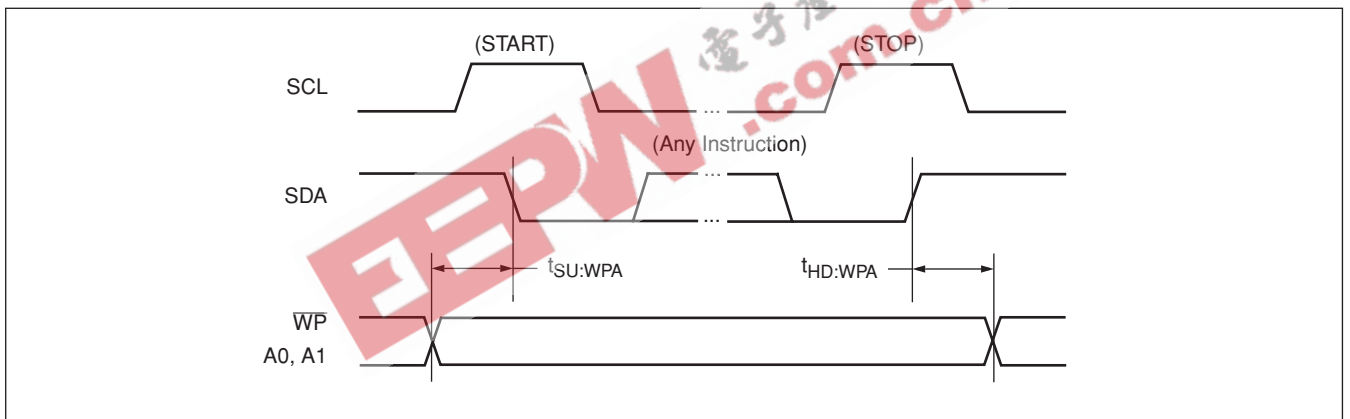 (START)
(STOP)
SCL
...
(Any Instruction)
SDA
...
tSU:WPA
tHD:WPA
WP
A0, A1
EEPW
.com.cn